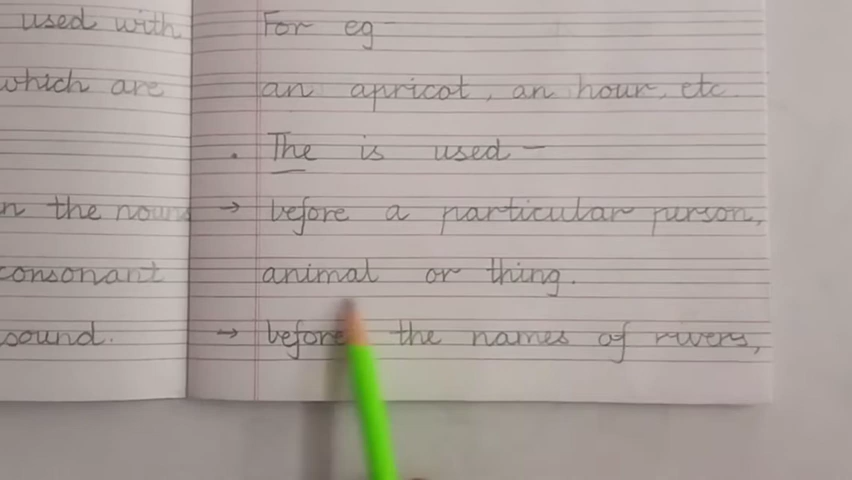 used with
which are
n the noun
consonant
sound.
For eg -
an apricot, an hour, etc.
. The is used -
→ before a particular person,
animal or thing.
→ before the names of rivers,